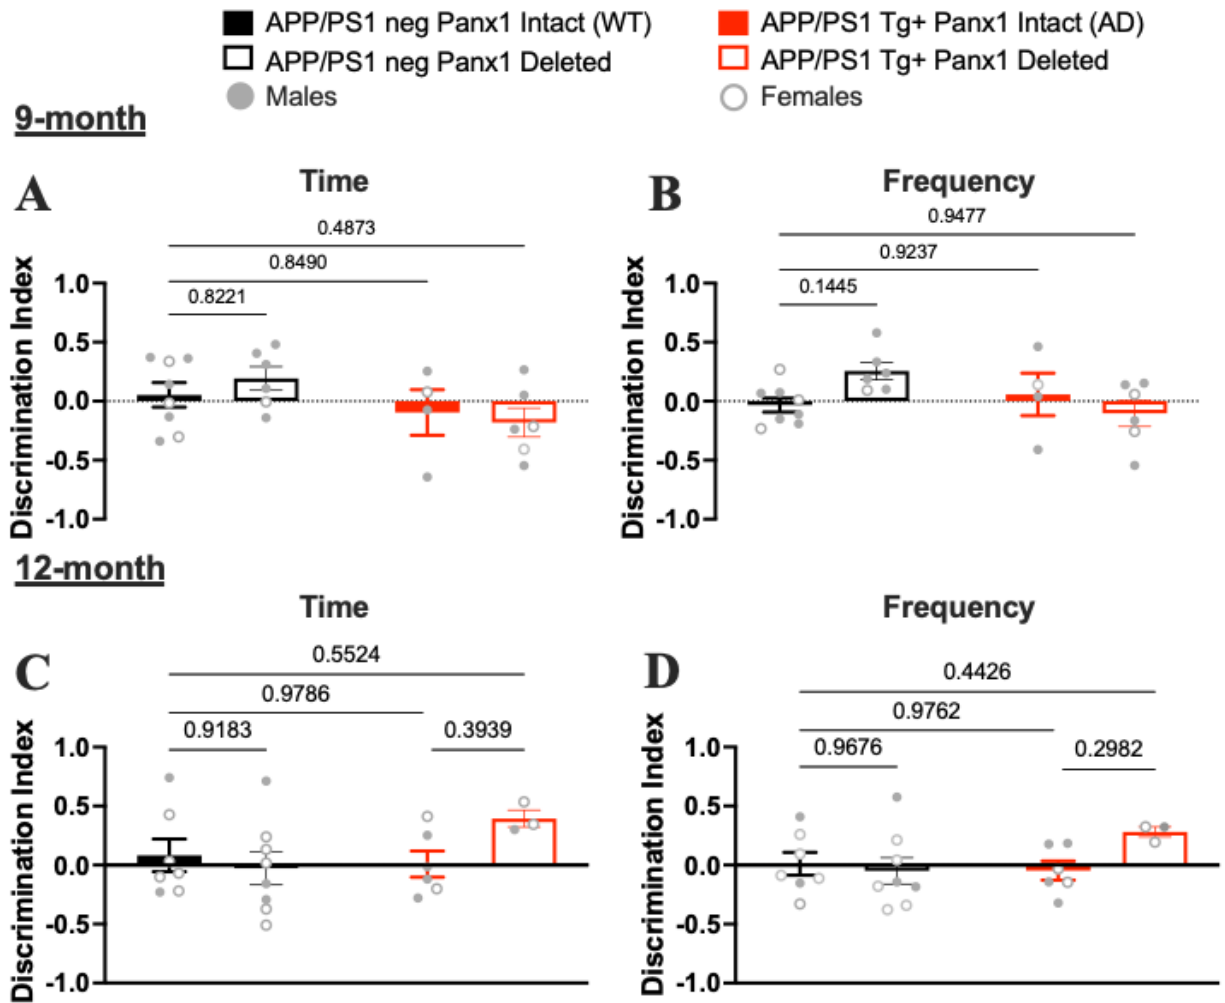 APP/PS1 neg Panx1 Intact (WT)
APP/PS1 Tg+ Panx1 Intact (AD)
APP/PS1 neg Panx1 Deleted
APP/PS1 Tg+ Panx1 Deleted
Males
Females
9-month
A
Time
0.4873
0.8490
0.8221
Discrimination Index
1.0
0.5
0.0
-0.5
-1.0
B
Frequency
0.9477
0.9237
0.1445
Discrimination Index
1.0
0.5
0.0
-0.5
-1.0
12-month
C
Time
0.5524
0.9786
0.9183
0.3939
Discrimination Index
1.0
0.5
0.0
-0.5
-1.0
D
Frequency
0.4426
0.9762
0.9676
0.2982
Discrimination Index
1.0
0.5
0.0
-0.5
-1.0